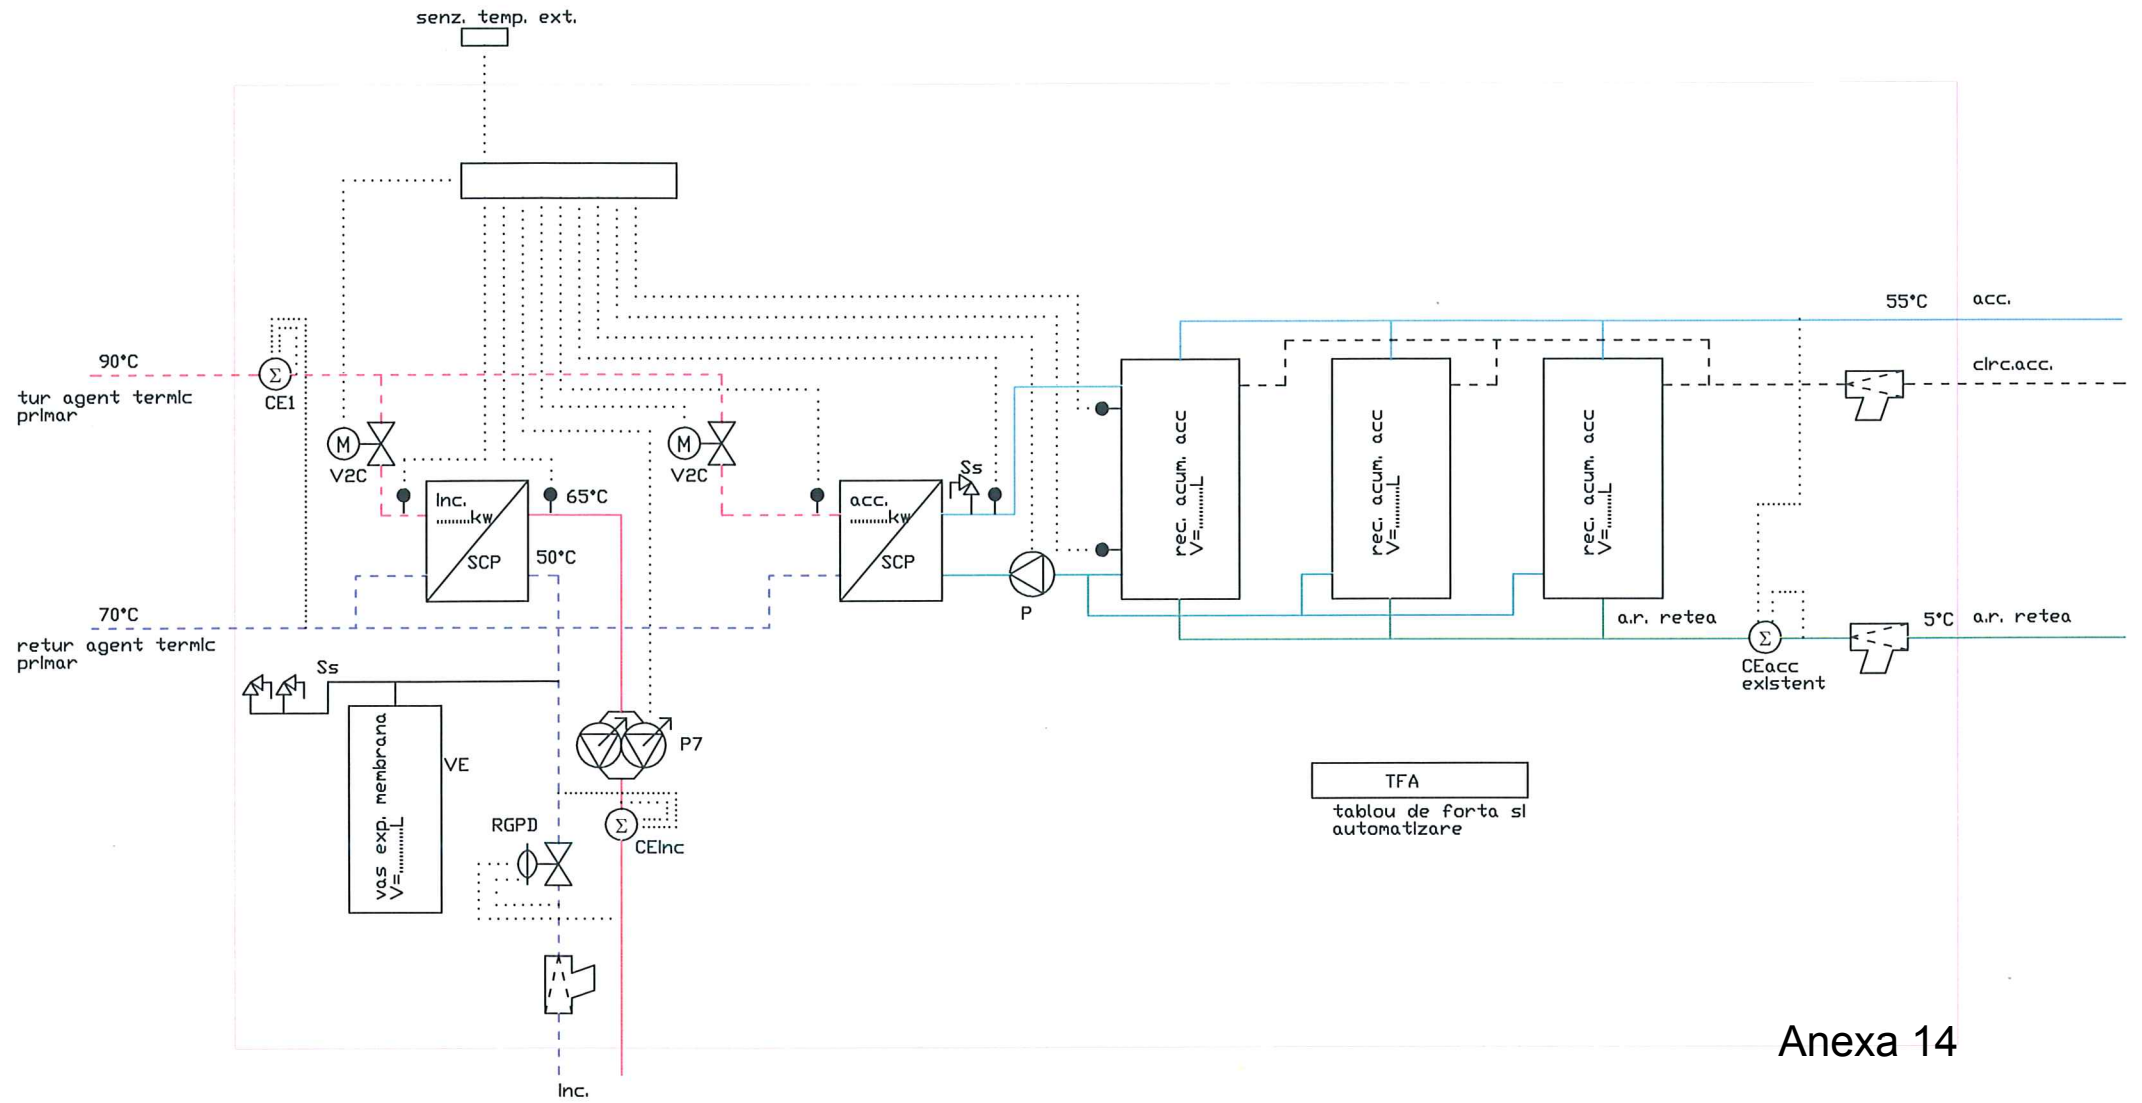 senz. temp. ext.
55°C
acc.
90°C
circ.acc.
Σ
CE1
tur agent termic
primar
M
V2C
M
V2C
Ss
Inc.
..........kw
SCP
65°C
50°C
acc.
..........kw
SCP
rec. acum. acc
V=..........L
rec. acum. acc
V=..........L
rec. acum. acc
V=..........L
P
70°C
retur agent termic
primar
a.r. retea
Σ
5°C
a.r. retea
CEacc
existent
Ss
vas exp. membrana
V=..........L
VE
P7
TFA
tablou de forta si
automatizare
RGPD
Σ
CEInc
Anexa 14
Inc.